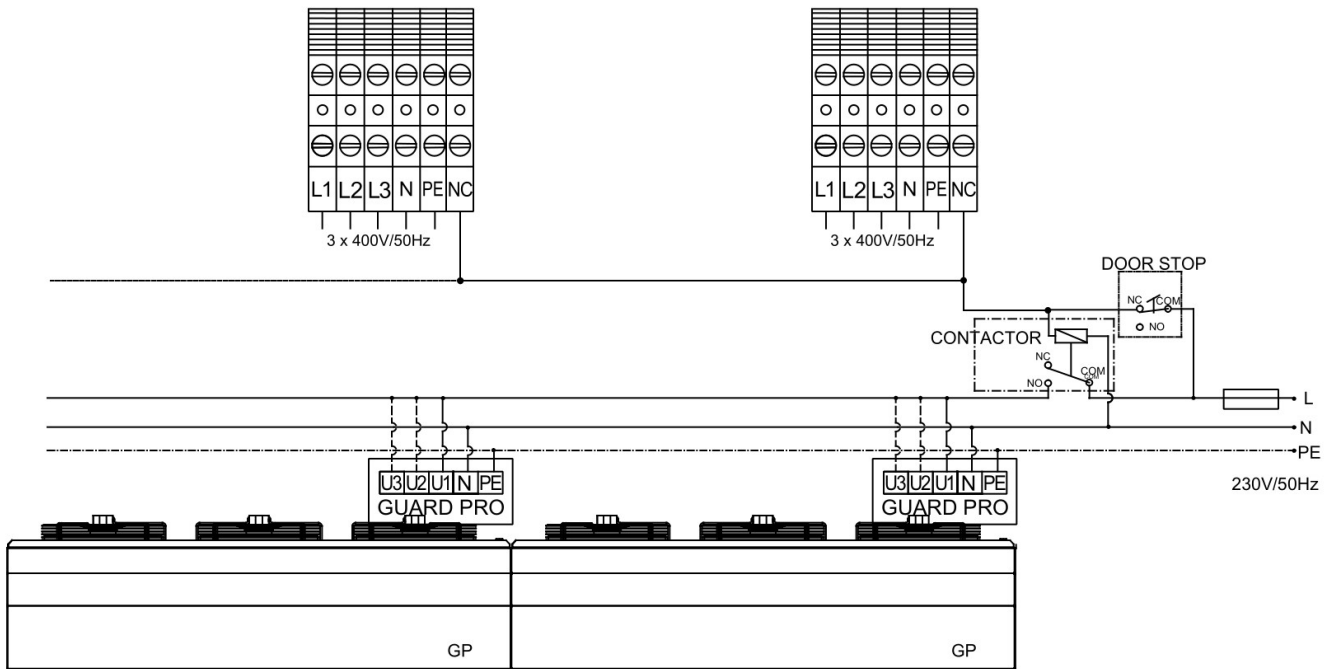 L1 L2 L3 N PE NC
L1 L2 L3 N PE NC
3 x 400V/50Hz
3 x 400V/50Hz
DOOR STOP
NC COM
NO
CONTACTOR
NC
COM
COM
NO
L
N
PE
230V/50Hz
U3 U2 U1 N PE
GUARD PRO
U3 U2 U1 N PE
GUARD PRO
GP
GP